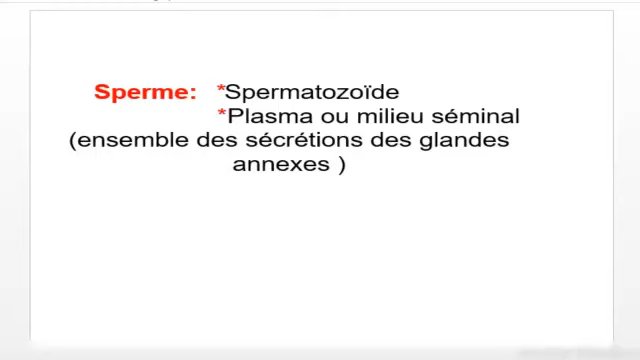 Sperme: *Spermatozoïde
*Plasma ou milieu séminal
(ensemble des sécrétions des glandes
annexes )